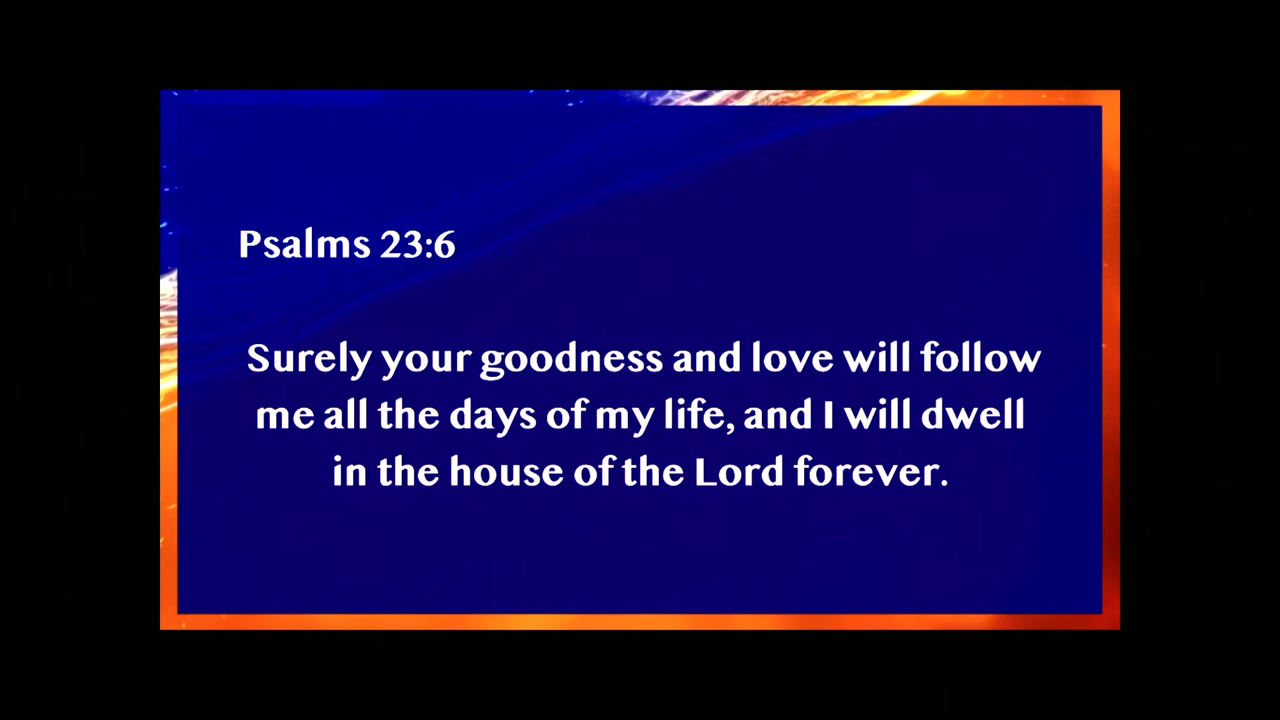 Psalms 23:6
Surely your goodness and love will follow
me all the days of my life, and I will dwell
in the house of the Lord forever.